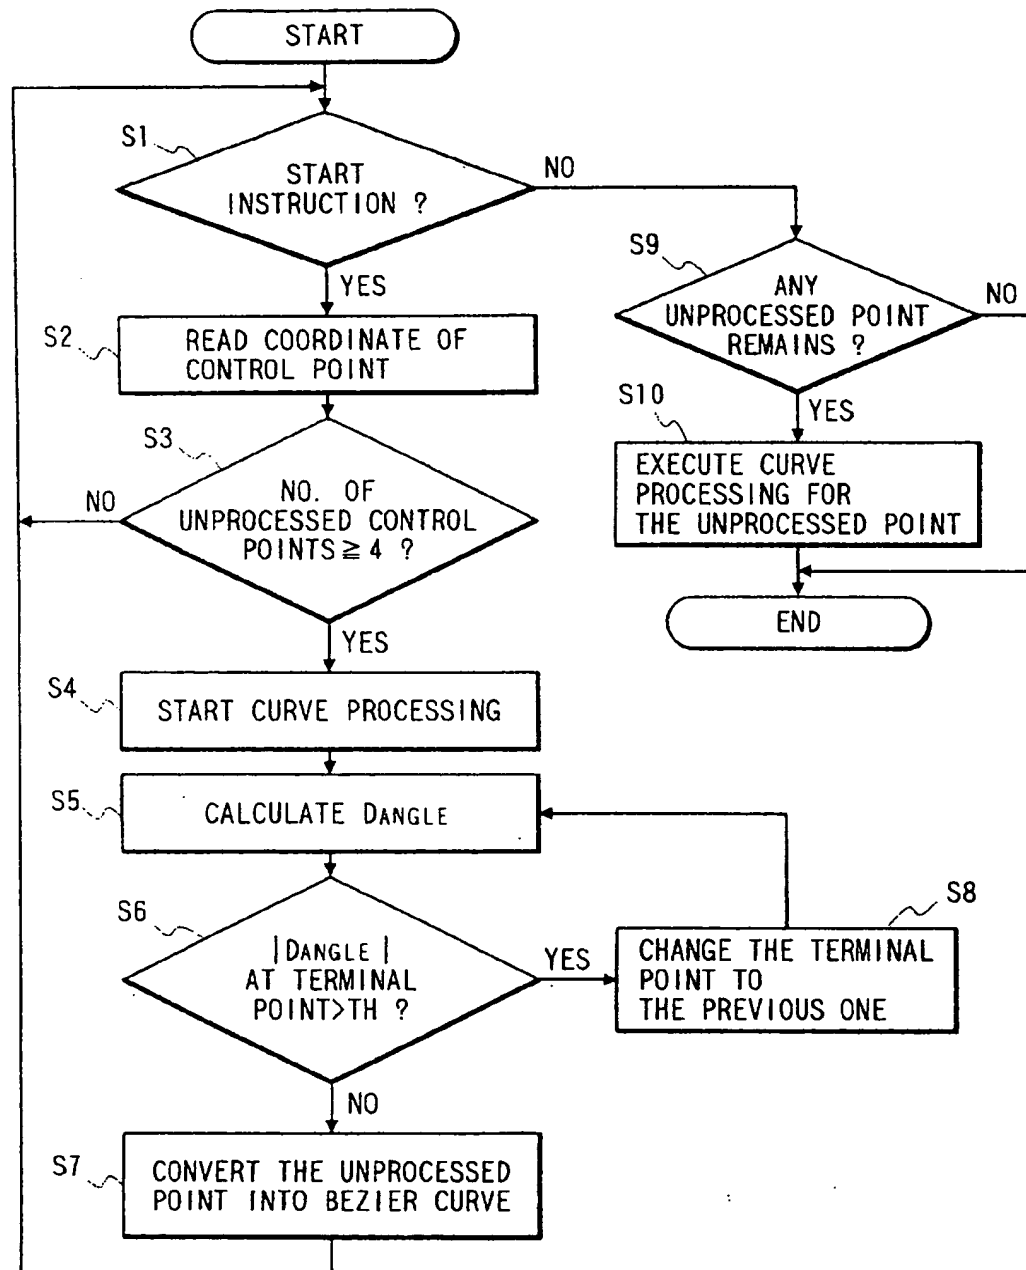 START
S1
START
INSTRUCTION ?
NO
YES
S2
READ COORDINATE OF
CONTROL POINT
S3
NO. OF
UNPROCESSED CONTROL
POINTS ≧ 4 ?
NO
YES
S4
START CURVE PROCESSING
S5
CALCULATE DANGLE
S6
|DANGLE|
AT TERMINAL
POINT>TH ?
YES
NO
S8
CHANGE THE TERMINAL
POINT TO
THE PREVIOUS ONE
S7
CONVERT THE UNPROCESSED
POINT INTO BEZIER CURVE
S9
ANY
UNPROCESSED POINT
REMAINS ?
NO
YES
S10
EXECUTE CURVE
PROCESSING FOR
THE UNPROCESSED POINT
END